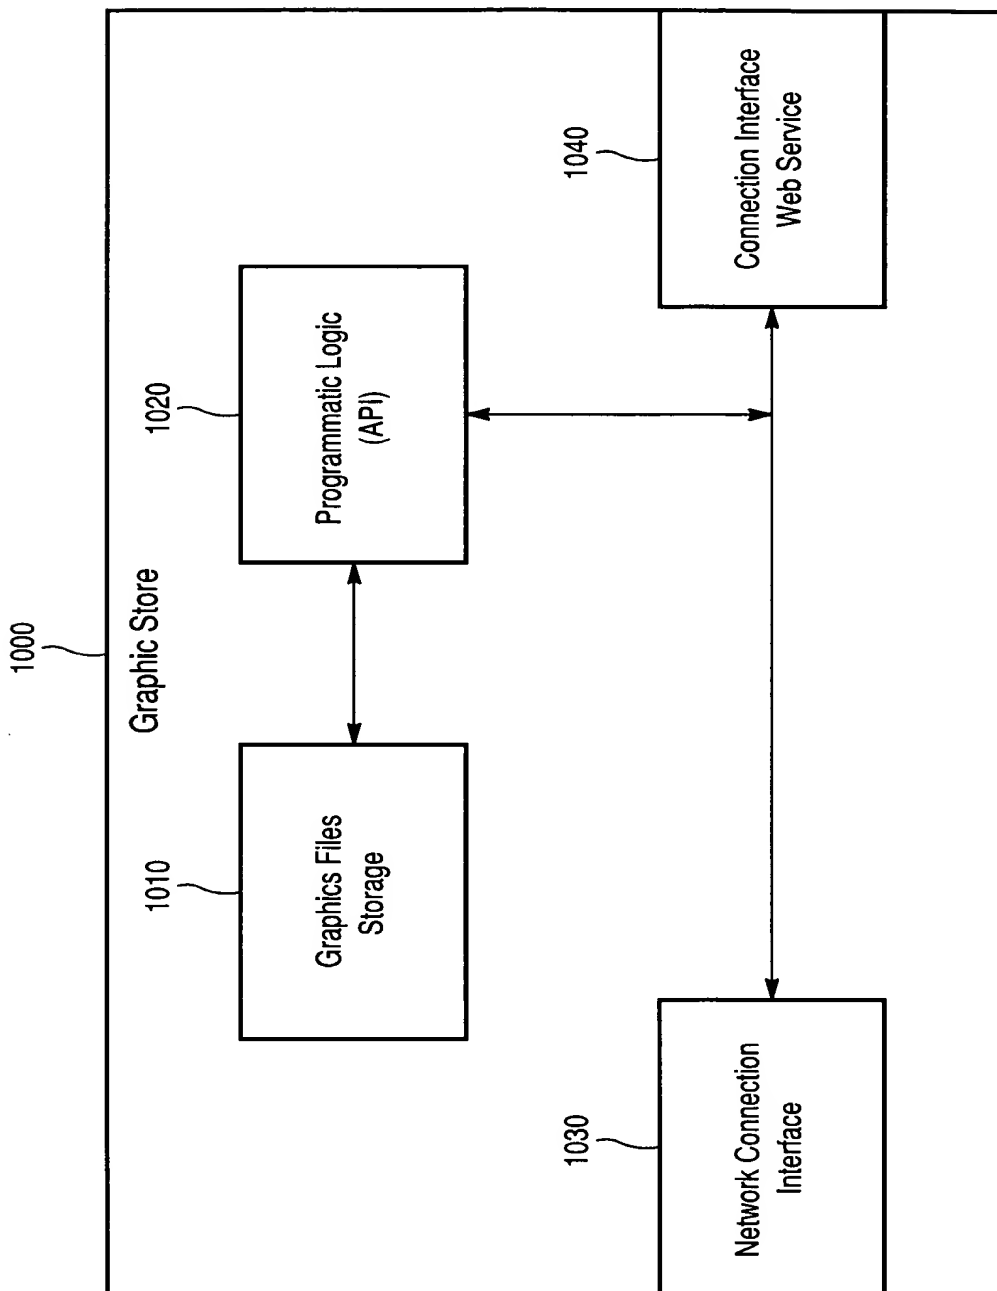 1000
Graphic Store
1010
Graphics Files
Storage
1020
Programmatic Logic
(API)
1030
Network Connection
Interface
1040
Connection Interface
Web Service